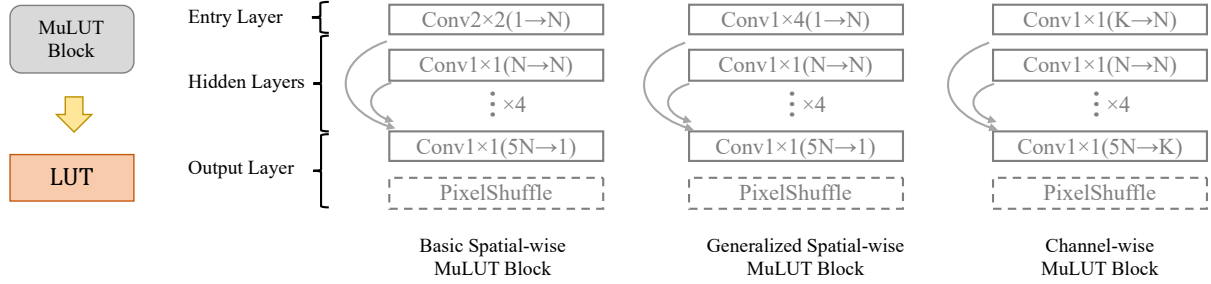 MuLUT
Block
LUT
Entry Layer
Hidden Layers
Output Layer
Conv2×2(1→N)
Conv1×1(N→N)
⋮ ×4
Conv1×1(5N→1)
PixelShuffle
Basic Spatial-wise
MuLUT Block
Conv1×4(1→N)
Conv1×1(N→N)
⋮ ×4
Conv1×1(5N→1)
PixelShuffle
Generalized Spatial-wise
MuLUT Block
Conv1×1(K→N)
Conv1×1(N→N)
⋮ ×4
Conv1×1(5N→K)
PixelShuffle
Channel-wise
MuLUT Block